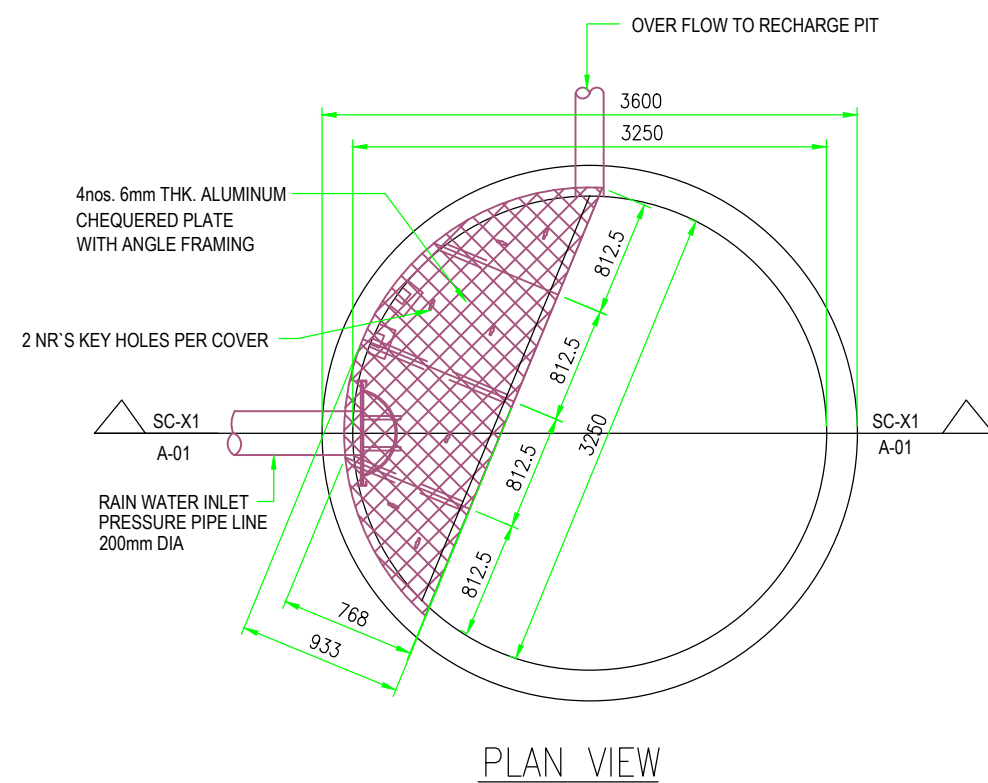 OVER FLOW TO RECHARGE PIT
3600
3250
4nos. 6mm THK. ALUMINUM
CHEQUERED PLATE
WITH ANGLE FRAMING
812.5
2 NR`S KEY HOLES PER COVER
812.5
3250
SC-X1
A-01
SC-X1
A-01
812.5
RAIN WATER INLET
PRESSURE PIPE LINE
200mm DIA
812.5
768
933
PLAN VIEW